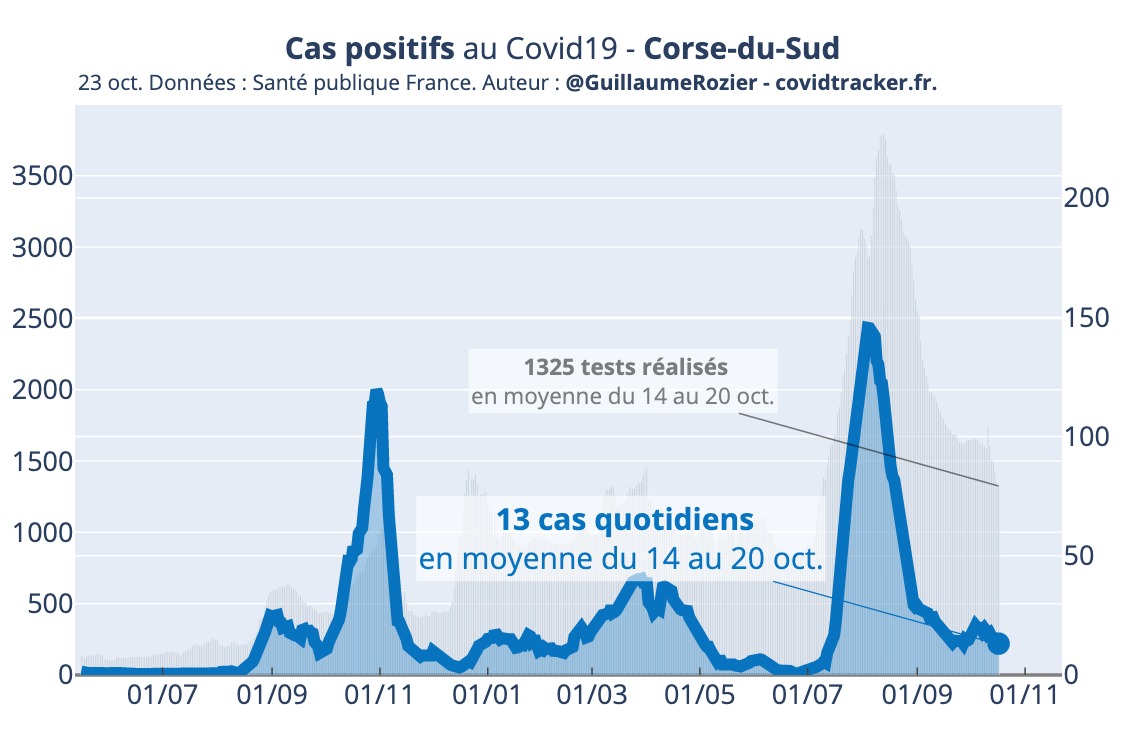 Cas positifs au Covid19 - Corse-du-Sud
23 oct. Données : Santé publique France. Auteur : @GuillaumeRozier - covidtracker.fr.
3500
3000
2500
2000
1500
1000
500
0
200
150
100
50
0
1325 tests réalisés
en moyenne du 14 au 20 oct.
13 cas quotidiens
en moyenne du 14 au 20 oct.
01/07 01/09 01/11 01/01 01/03 01/05 01/07 01/09 01/11